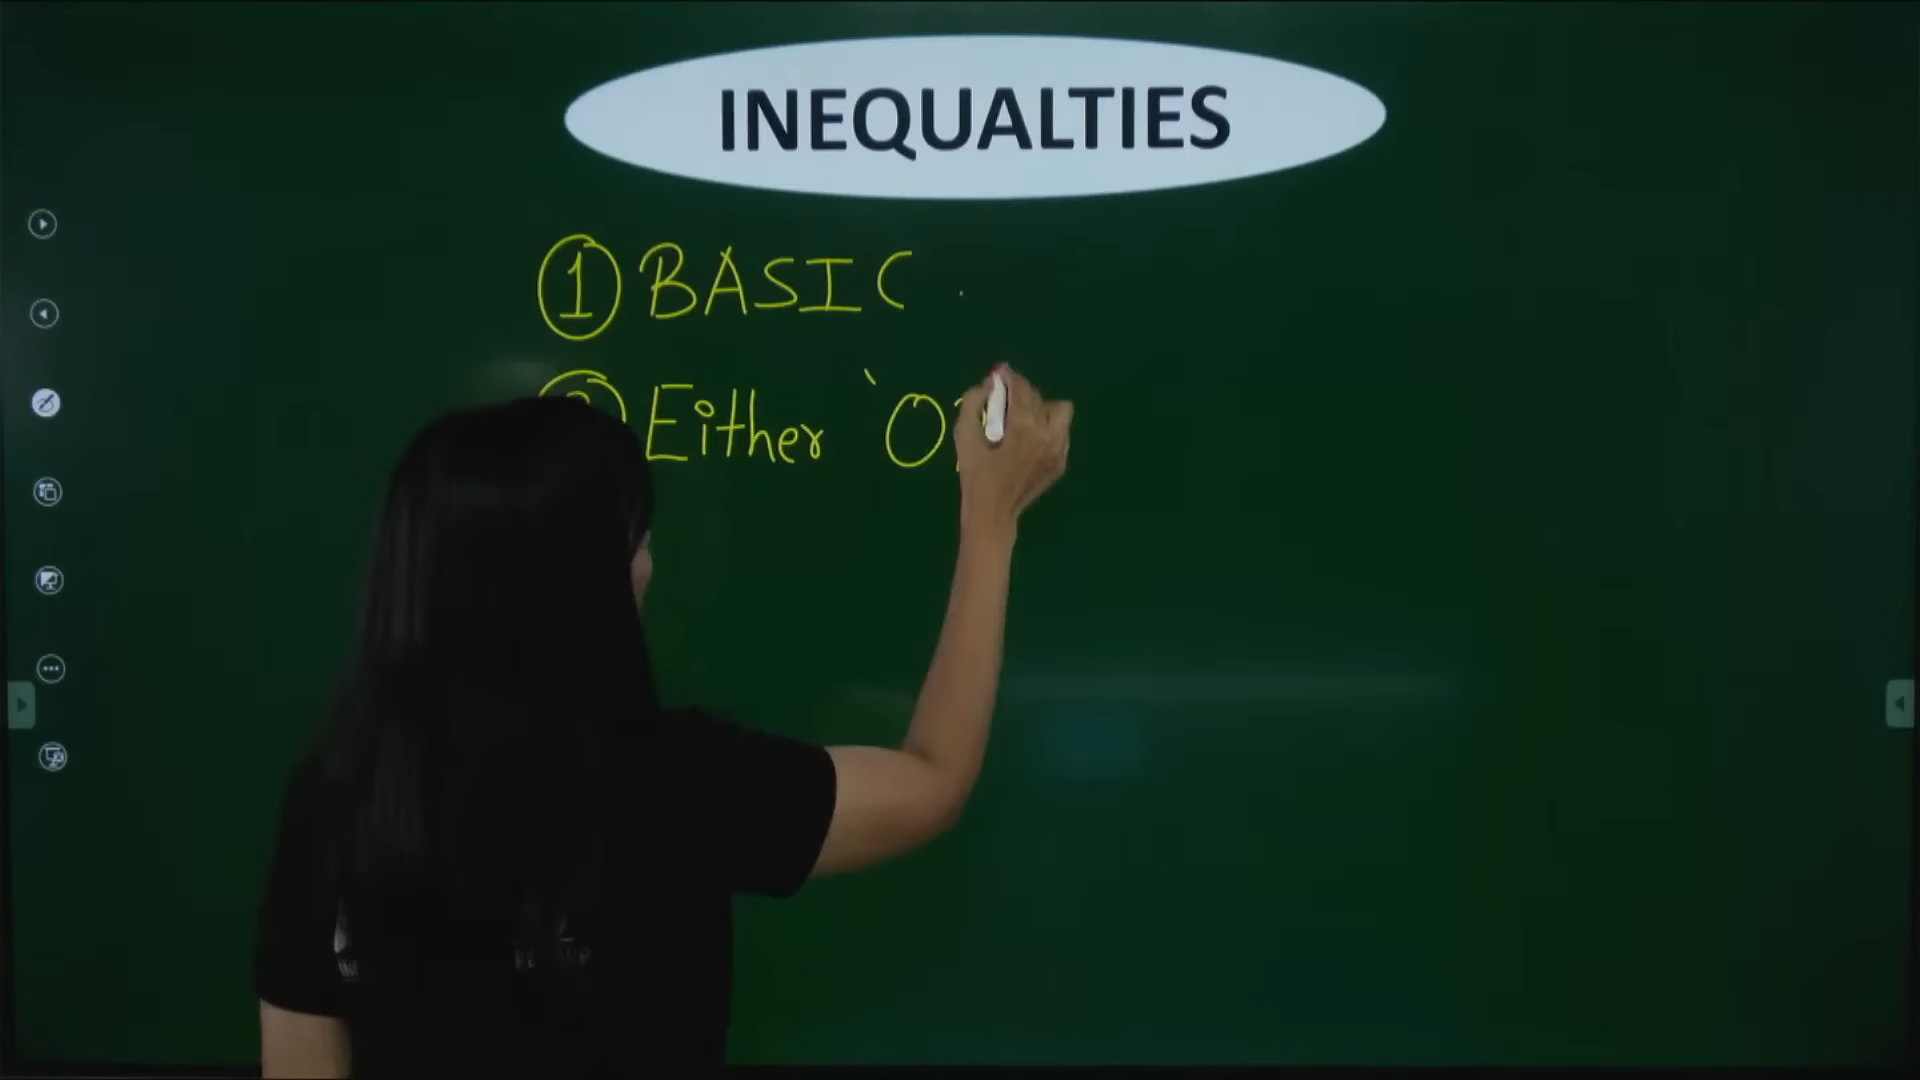 INEQUALTIES
① BASIC
Either 'O